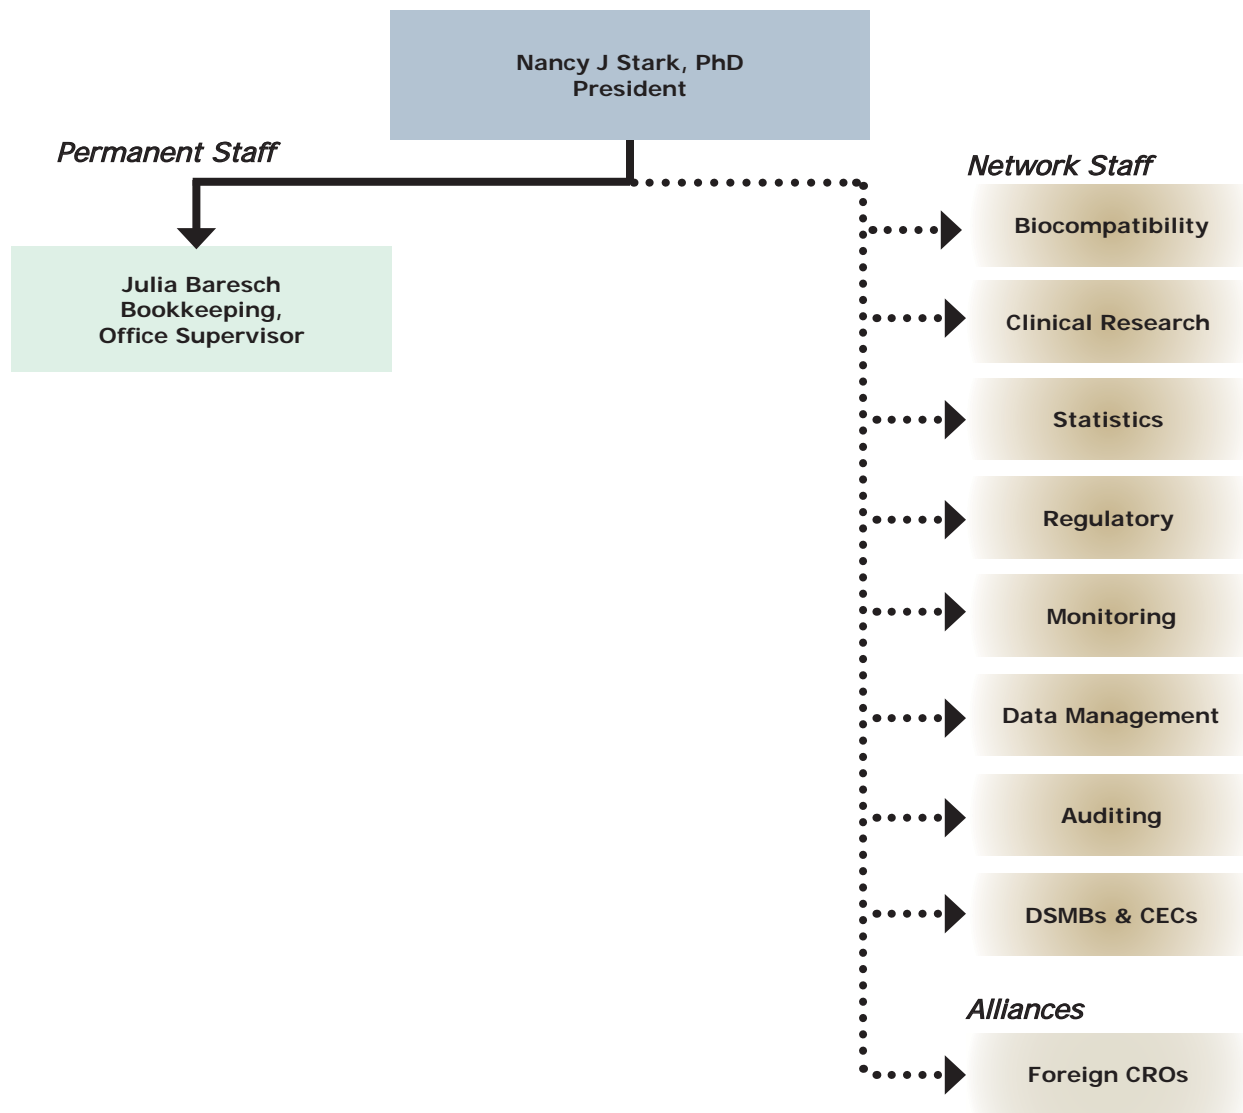 Nancy J Stark, PhD
President
Permanent Staff
Julia Baresch
Bookkeeping,
Office Supervisor
Network Staff
Biocompatibility
Clinical Research
Statistics
Regulatory
Monitoring
Data Management
Auditing
DSMBs & CECs
Alliances
Foreign CROs